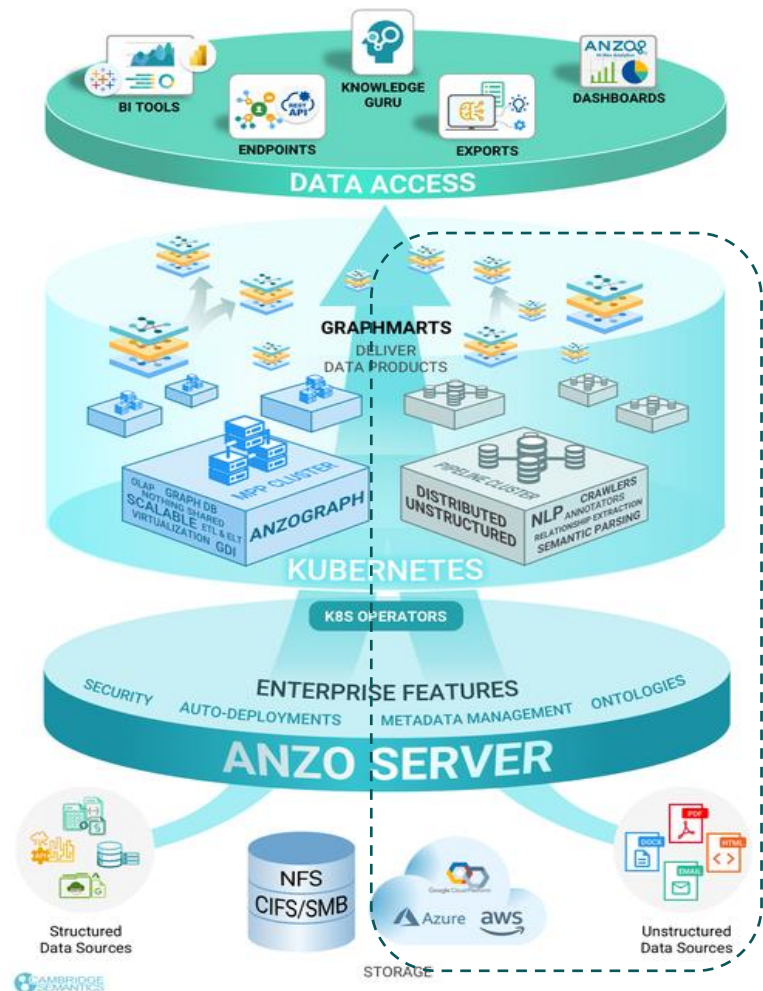 ANZO
BI TOOLS
KNOWLEDGE
GURU
DASHBOARDS
REST
API
ENDPOINTS
EXPORTS
DATA ACCESS
GRAPHMARTS
DELIVER
DATA PRODUCTS
MPP CLUSTER
OLAP GRAPH DB
NOTHING SHARED
SCALABLE ETL & ELT
VIRTUALIZATION GDI
ANZOGRAPH
PIPELINE CLUSTER
DISTRIBUTED
UNSTRUCTURED
CRAWLERS
NLP ANNOTATORS
RELATIONSHIP EXTRACTION
SEMANTIC PARSING
KUBERNETES
K8S OPERATORS
ENTERPRISE FEATURES
SECURITY AUTO-DEPLOYMENTS METADATA MANAGEMENT ONTOLOGIES
ANZO SERVER
PDF
DOCS
HTML
EMAIL
NFS
CIFS/SMB
Google Cloud Platform
Azure aws
Structured
Data Sources
Unstructured
Data Sources
STORAGE
CAMBRIDGE
SEMANTICS